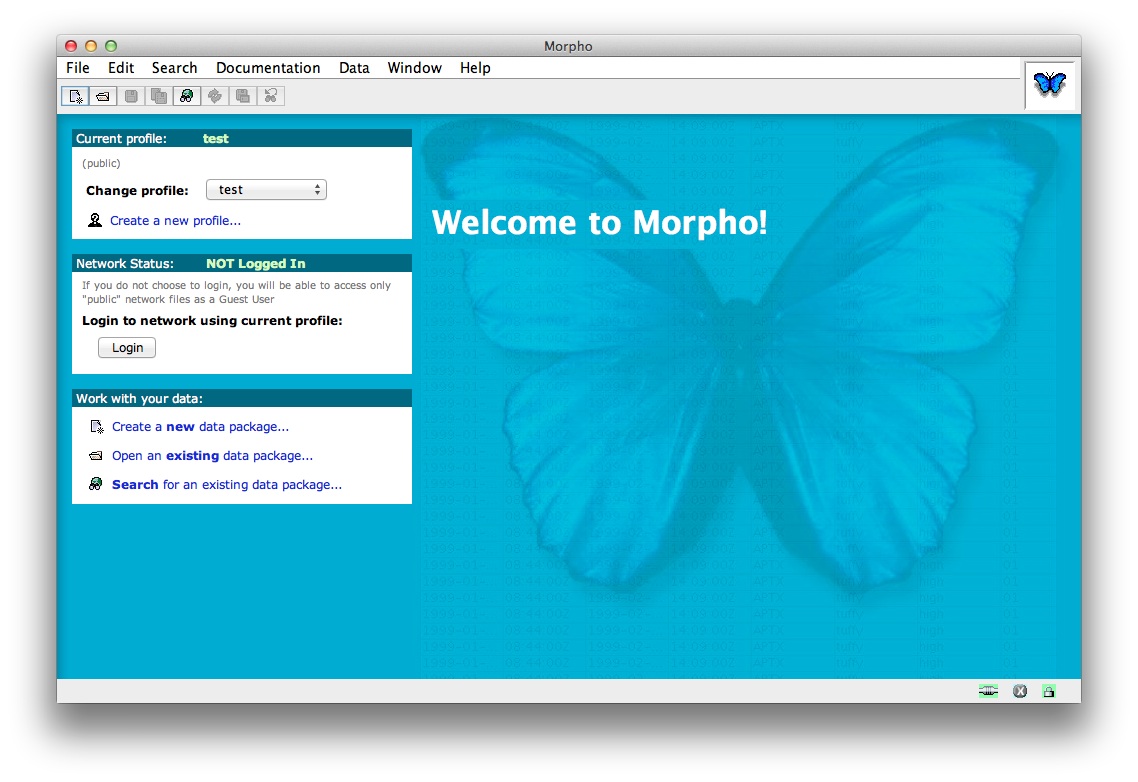 Morpho
File Edit Search Documentation Data Window Help
Current profile: test
(public)
Change profile: test
Create a new profile...
Welcome to Morpho!
Network Status: NOT Logged In
If you do not choose to login, you will be able to access only
"public" network files as a Guest User
Login to network using current profile:
Login
Work with your data:
Create a new data package...
Open an existing data package...
Search for an existing data package...